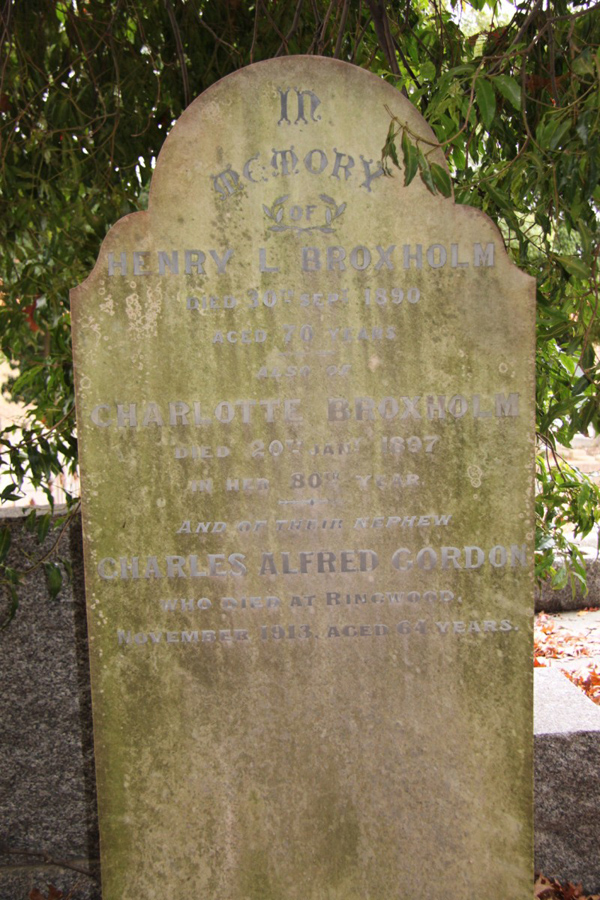 IN
MEMORY
OF
HENRY L BROXHOLM
DIED 30TH SEPT 1890
AGED 70 YEARS
ALSO OF
CHARLOTTE BROXHOLM
DIED 20TH JANY 1897
IN HER 80TH YEAR.
AND OF THEIR NEPHEW
CHARLES ALFRED GORDON
WHO DIED AT RINGWOOD,
NOVEMBER 1913, AGED 64 YEARS.